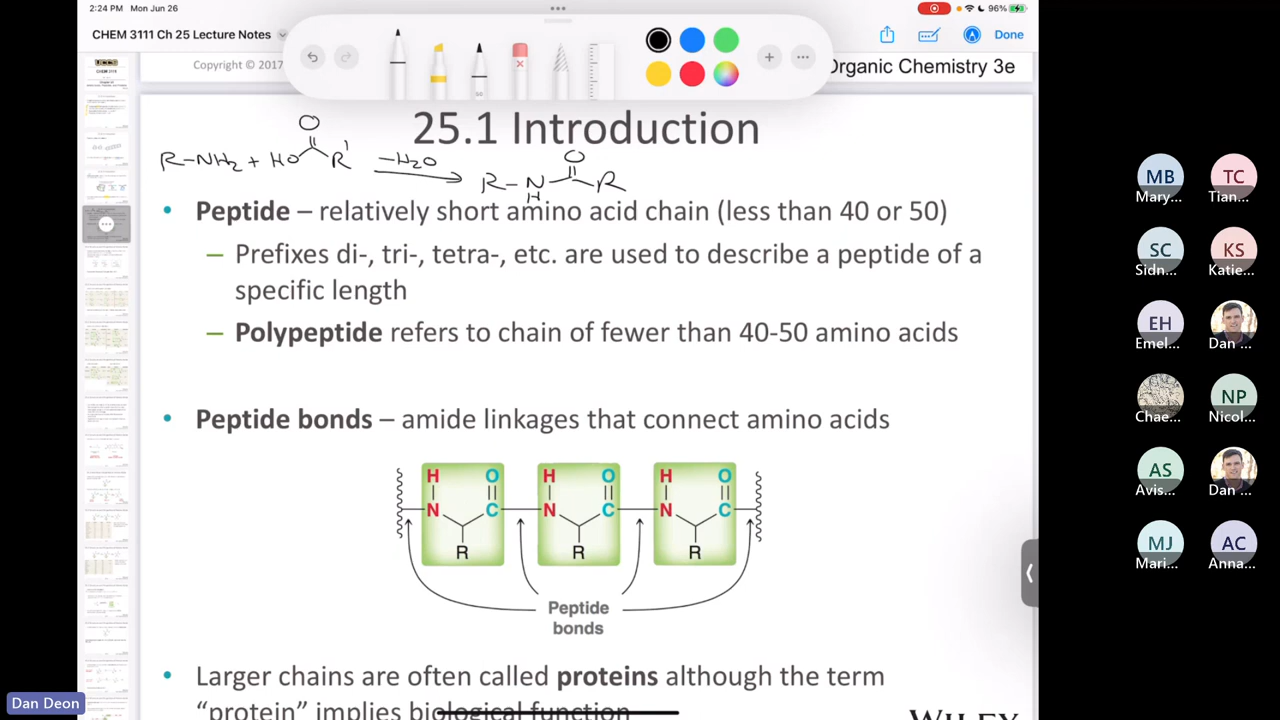 2:24 PM Mon Jun 26
96%
CHEM 3111 Ch 25 Lecture Notes
Done
Copyright © 2017
Organic Chemistry 3e
25.1 Introduction
R-NH2 + HO O R' -H2O R-N H O R
• Peptide – relatively short amino acid chain (less than 40 or 50)
– Prefixes di-, tri-, tetra-, etc. are used to describe a peptide of a
specific length
– Polypeptide refers to chain of fewer than 40-50 amino acids
• Peptide bonds – amide linkages that connect amino acids
H O H O H O
N C N C N C
R R R
Peptide
bonds
• Larger chains are often called proteins although the term
“protein” implies biological function
WILEY
Dan Deon
MB TC
Mary... Tian...
SC KS
Sidn... Katie...
EH
Emel... Dan ...
NP
Chae... Nicol...
AS
Avis... Dan ...
MJ AC
Mari... Anna...